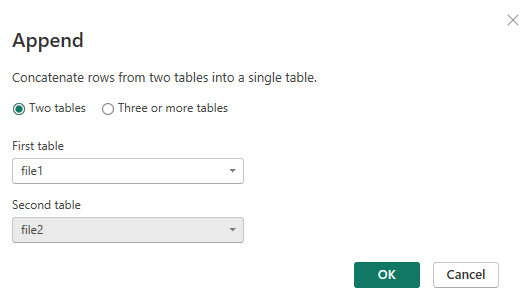 Append
Concatenate rows from two tables into a single table.
Two tables Three or more tables
First table
file1
Second table
file2
OK Cancel